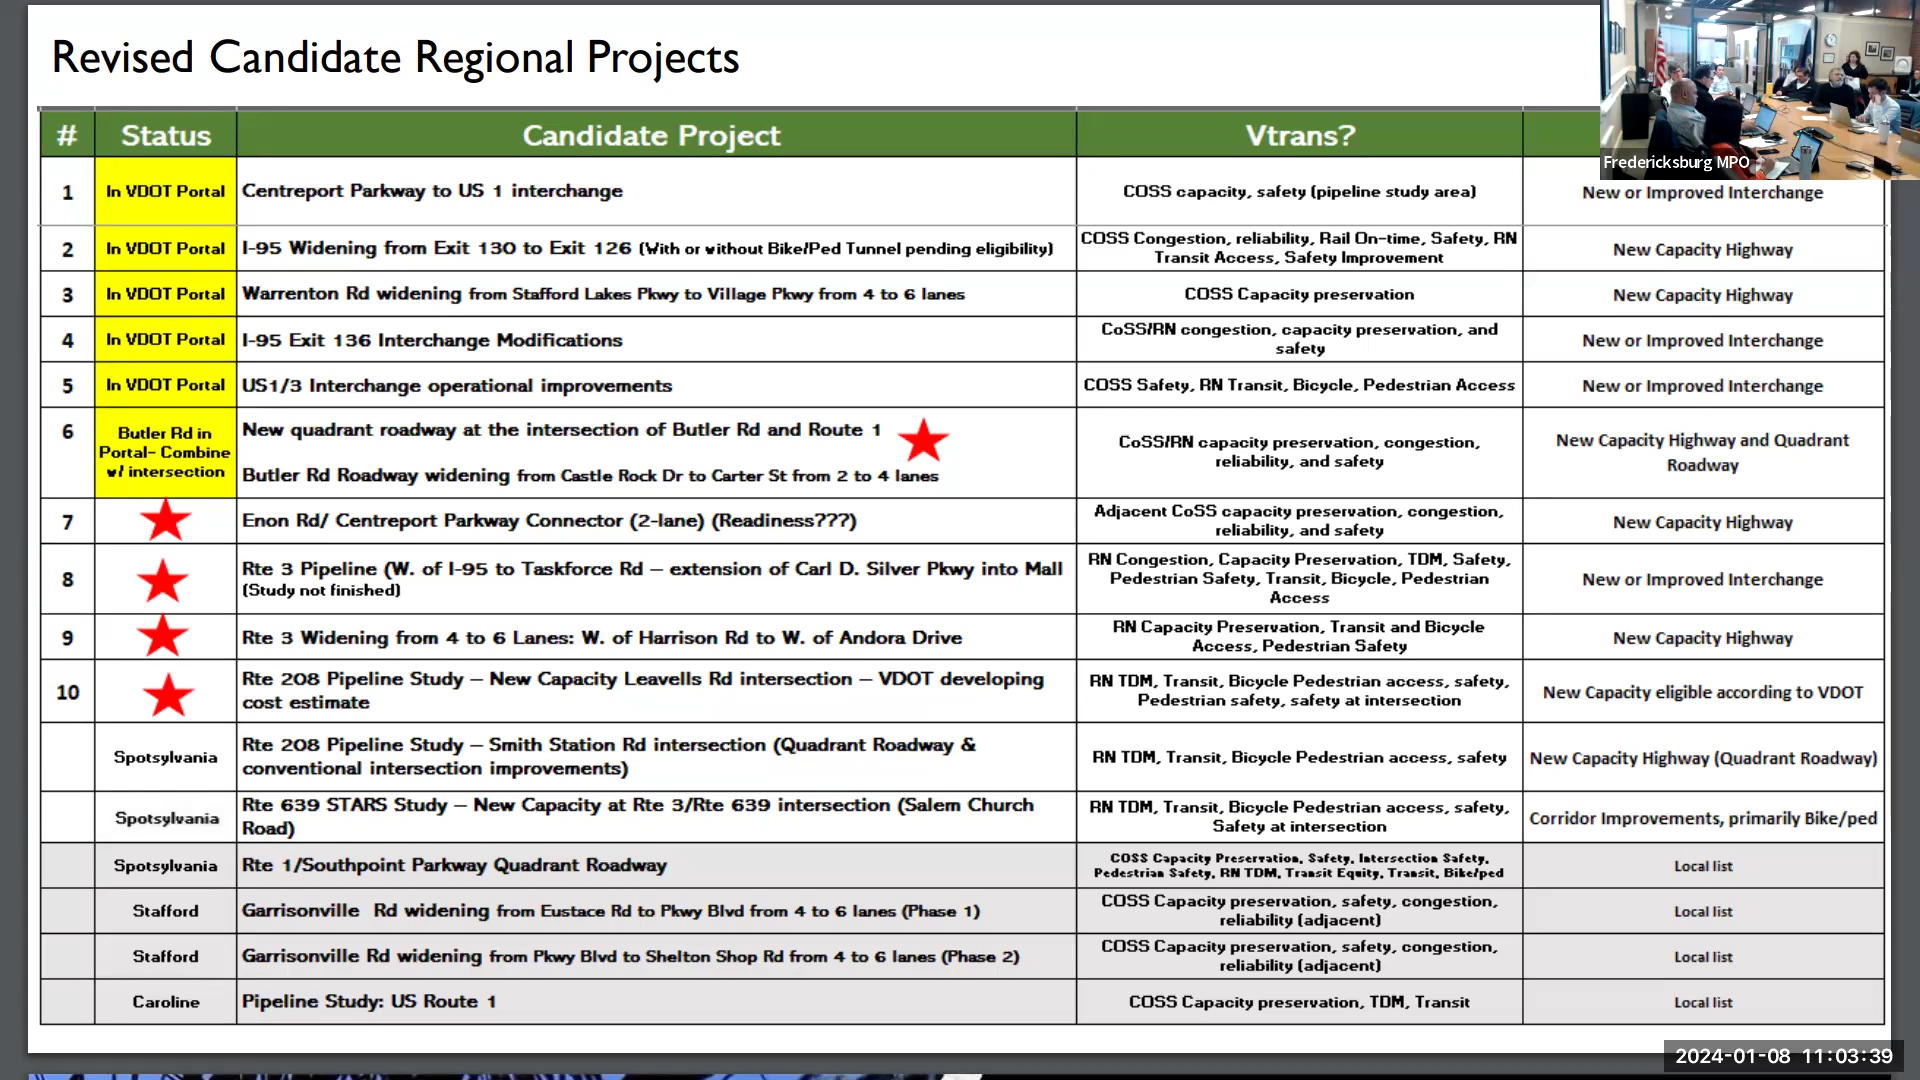 Revised Candidate Regional Projects
Fredericksburg MPO
# Status Candidate Project Vtrans?
1 In VDOT Portal Centreport Parkway to US 1 interchange COSS capacity, safety (pipeline study area) New or Improved Interchange
2 In VDOT Portal I-95 Widening from Exit 130 to Exit 126 (With or without Bike/Ped Tunnel pending eligibility) COSS Congestion, reliability, Rail On-time, Safety, RN
Transit Access, Safety Improvement New Capacity Highway
3 In VDOT Portal Warrenton Rd widening from Stafford Lakes Pkwy to Village Pkwy from 4 to 6 lanes COSS Capacity preservation New Capacity Highway
4 In VDOT Portal I-95 Exit 136 Interchange Modifications CoSS/RN congestion, capacity preservation, and
safety New or Improved Interchange
5 In VDOT Portal US1/3 Interchange operational improvements COSS Safety, RN Transit, Bicycle, Pedestrian Access New or Improved Interchange
6 Butler Rd in
Portal- Combine
w/ intersection
New quadrant roadway at the intersection of Butler Rd and Route 1
Butler Rd Roadway widening from Castle Rock Dr to Carter St from 2 to 4 lanes
CoSS/RN capacity preservation, congestion,
reliability, and safety
New Capacity Highway and Quadrant
Roadway
7 Enon Rd/ Centreport Parkway Connector (2-lane) (Readiness???) Adjacent CoSS capacity preservation, congestion,
reliability, and safety New Capacity Highway
8 Rte 3 Pipeline (W. of I-95 to Taskforce Rd – extension of Carl D. Silver Pkwy into Mall
(Study not finished)
RN Congestion, Capacity Preservation, TDM, Safety,
Pedestrian Safety, Transit, Bicycle, Pedestrian
Access
New or Improved Interchange
9 Rte 3 Widening from 4 to 6 Lanes: W. of Harrison Rd to W. of Andora Drive RN Capacity Preservation, Transit and Bicycle
Access, Pedestrian Safety New Capacity Highway
10 Rte 208 Pipeline Study – New Capacity Leavells Rd intersection – VDOT developing
cost estimate
RN TDM, Transit, Bicycle Pedestrian access, safety,
Pedestrian safety, safety at intersection
New Capacity eligible according to VDOT
Spotsylvania Rte 208 Pipeline Study – Smith Station Rd intersection (Quadrant Roadway &
conventional intersection improvements)
RN TDM, Transit, Bicycle Pedestrian access, safety New Capacity Highway (Quadrant Roadway)
Spotsylvania Rte 639 STARS Study – New Capacity at Rte 3/Rte 639 intersection (Salem Church
Road)
RN TDM, Transit, Bicycle Pedestrian access, safety,
Safety at intersection
Corridor Improvements, primarily Bike/ped
Spotsylvania Rte 1/Southpoint Parkway Quadrant Roadway COSS Capacity Preservation, Safety, Intersection Safety,
Pedestrian Safety, RN TDM, Transit Equity, Transit, Bike/ped Local list
Stafford Garrisonville Rd widening from Eustace Rd to Pkwy Blvd from 4 to 6 lanes (Phase 1) COSS Capacity preservation, safety, congestion,
reliability (adjacent) Local list
Stafford Garrisonville Rd widening from Pkwy Blvd to Shelton Shop Rd from 4 to 6 lanes (Phase 2) COSS Capacity preservation, safety, congestion,
reliability (adjacent) Local list
Caroline Pipeline Study: US Route 1 COSS Capacity preservation, TDM, Transit Local list
2024-01-08 11:03:39